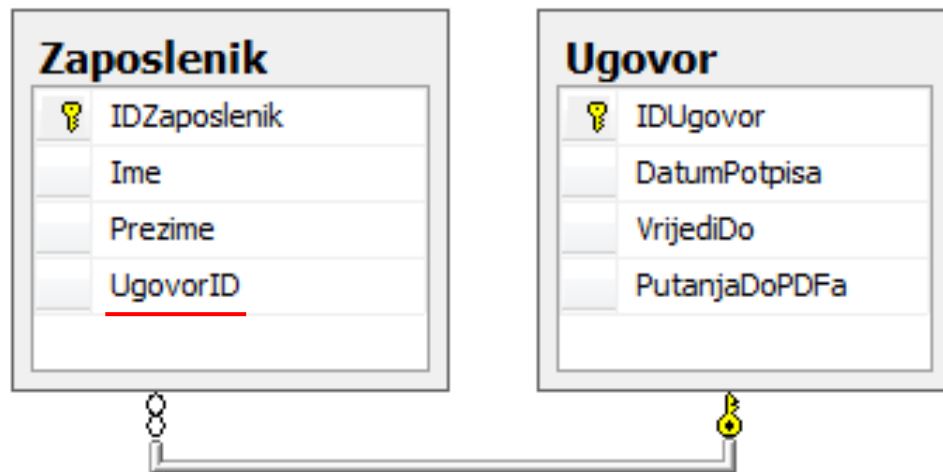 Zaposlenik
IDZaposlenik
Ime
Prezime
UgovorID
Ugovor
IDUgovor
DatumPotpisa
VrijediDo
PutanjaDoPDFa